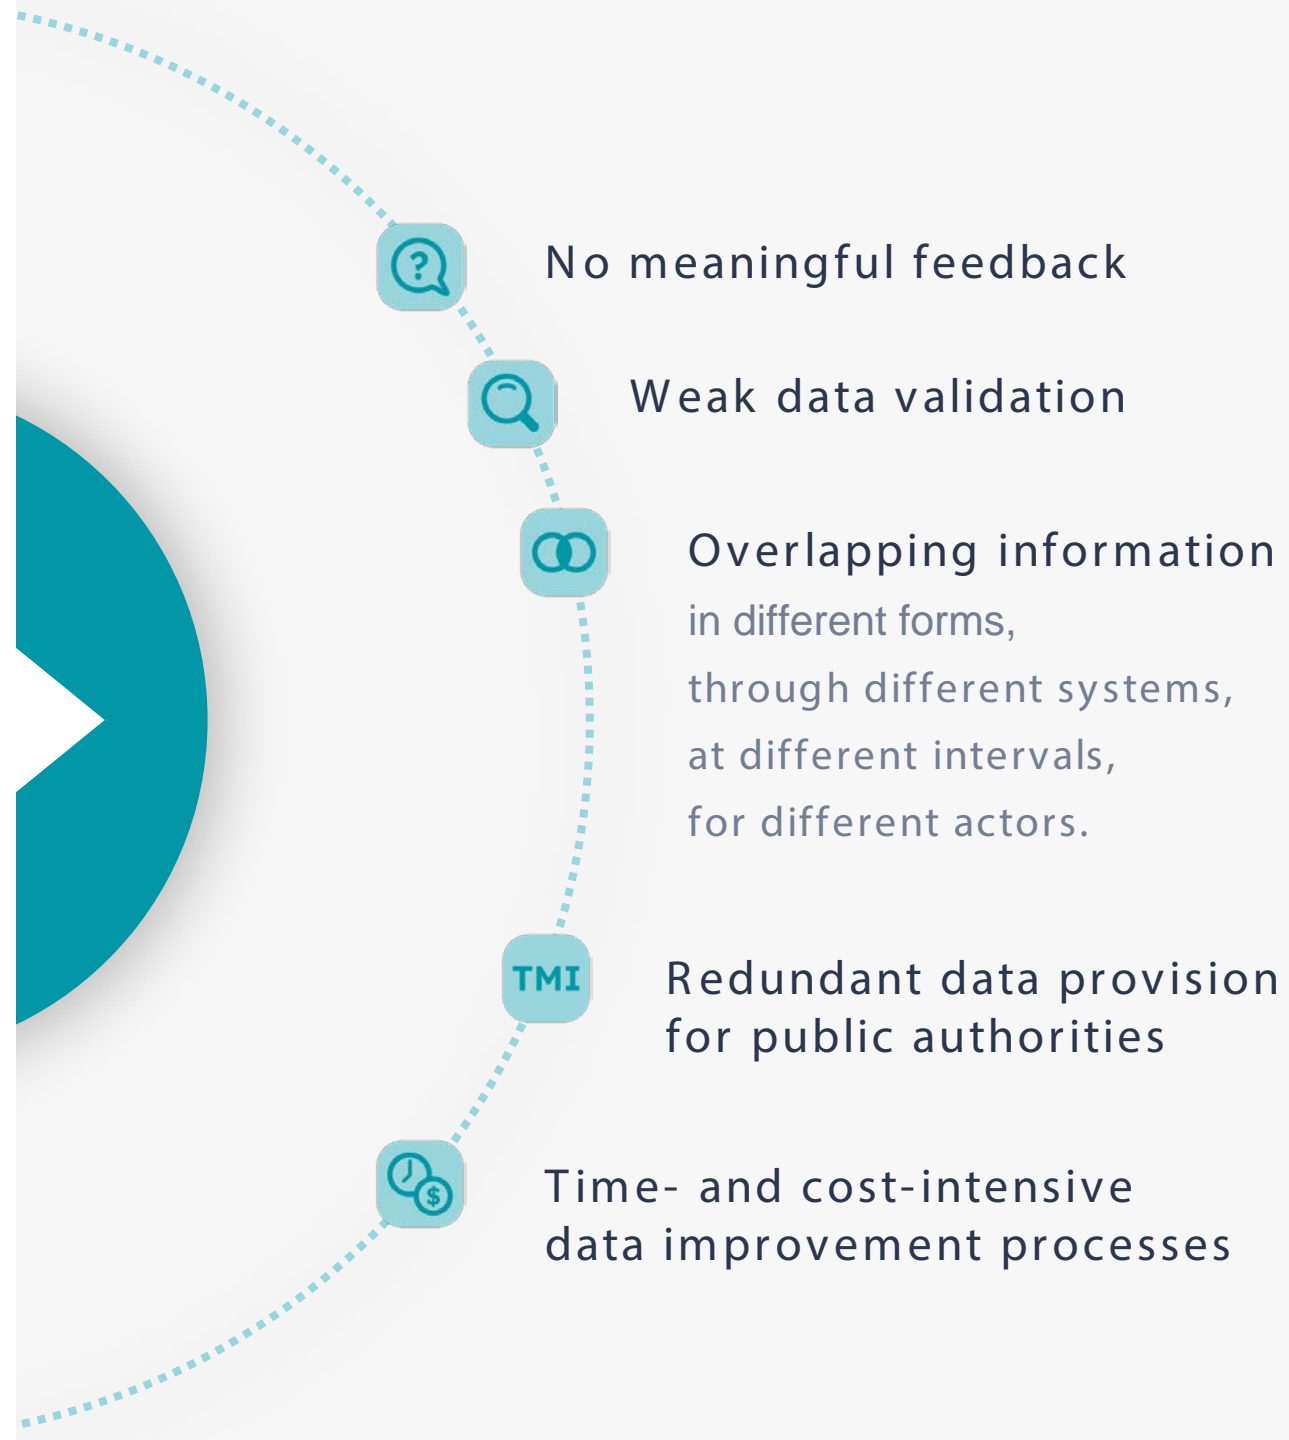 ?
No meaningful feedback
Weak data validation
Overlapping information
in different forms,
through different systems,
at different intervals,
for different actors.
TMI
Redundant data provision
for public authorities
$
Time- and cost-intensive
data improvement processes